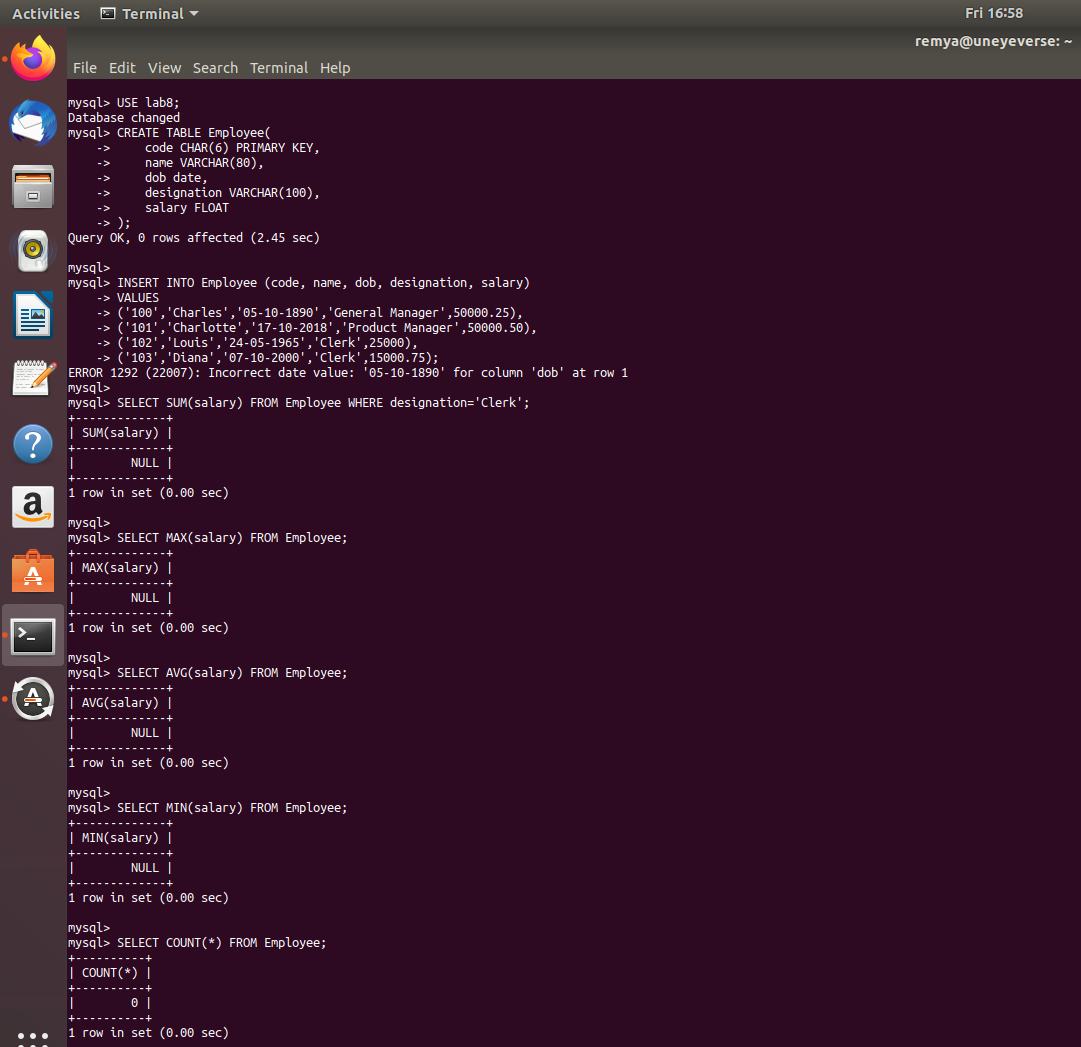 Activities Terminal Fri 16:58
remya@uneyeverse: ~
File Edit View Search Terminal Help
mysql> USE lab8;
Database changed
mysql> CREATE TABLE Employee(
    ->     code CHAR(6) PRIMARY KEY,
    ->     name VARCHAR(80),
    ->     dob date,
    ->     designation VARCHAR(100),
    ->     salary FLOAT
    -> );
Query OK, 0 rows affected (2.45 sec)
mysql>
mysql> INSERT INTO Employee (code, name, dob, designation, salary)
    -> VALUES
    -> ('100','Charles','05-10-1890','General Manager',50000.25),
    -> ('101','Charlotte','17-10-2018','Product Manager',50000.50),
    -> ('102','Louis','24-05-1965','Clerk',25000),
    -> ('103','Diana','07-10-2000','Clerk',15000.75);
ERROR 1292 (22007): Incorrect date value: '05-10-1890' for column 'dob' at row 1
mysql>
mysql> SELECT SUM(salary) FROM Employee WHERE designation='Clerk';
+-------------+
| SUM(salary) |
+-------------+
|        NULL |
+-------------+
1 row in set (0.00 sec)
mysql>
mysql> SELECT MAX(salary) FROM Employee;
+-------------+
| MAX(salary) |
+-------------+
|        NULL |
+-------------+
1 row in set (0.00 sec)
mysql>
mysql> SELECT AVG(salary) FROM Employee;
+-------------+
| AVG(salary) |
+-------------+
|        NULL |
+-------------+
1 row in set (0.00 sec)
mysql>
mysql> SELECT MIN(salary) FROM Employee;
+-------------+
| MIN(salary) |
+-------------+
|        NULL |
+-------------+
1 row in set (0.00 sec)
mysql>
mysql> SELECT COUNT(*) FROM Employee;
+----------+
| COUNT(*) |
+----------+
|        0 |
+----------+
1 row in set (0.00 sec)